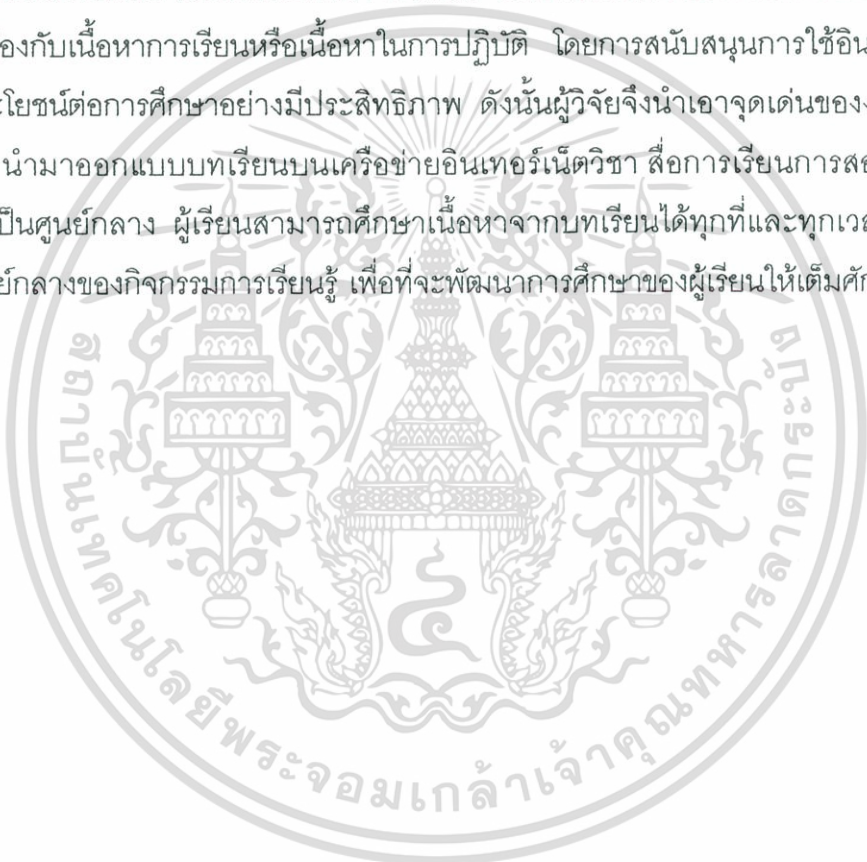 องกับเนื้อหาการเรียนหรือเนื้อหาในการปฏิบัติ โดยการสนับสนุนการใช้อิน
ะโยชน์ต่อการศึกษาอย่างมีประสิทธิภาพ ดังนั้นผู้วิจัยจึงนำเอาจุดเด่นของ
นำมาออกแบบบทเรียนบนเครือข่ายอินเทอร์เน็ตวิชา สื่อการเรียนการสอ
ป็นศูนย์กลาง ผู้เรียนสามารถศึกษาเนื้อหาจากบทเรียนได้ทุกที่และทุกเวล
ย์กลางของกิจกรรมการเรียนรู้ เพื่อที่จะพัฒนาการศึกษาของผู้เรียนให้เต็มศัก
สถาบันเทคโนโลยีพระจอมเกล้าเจ้าคุณทหารลาดกระบัง